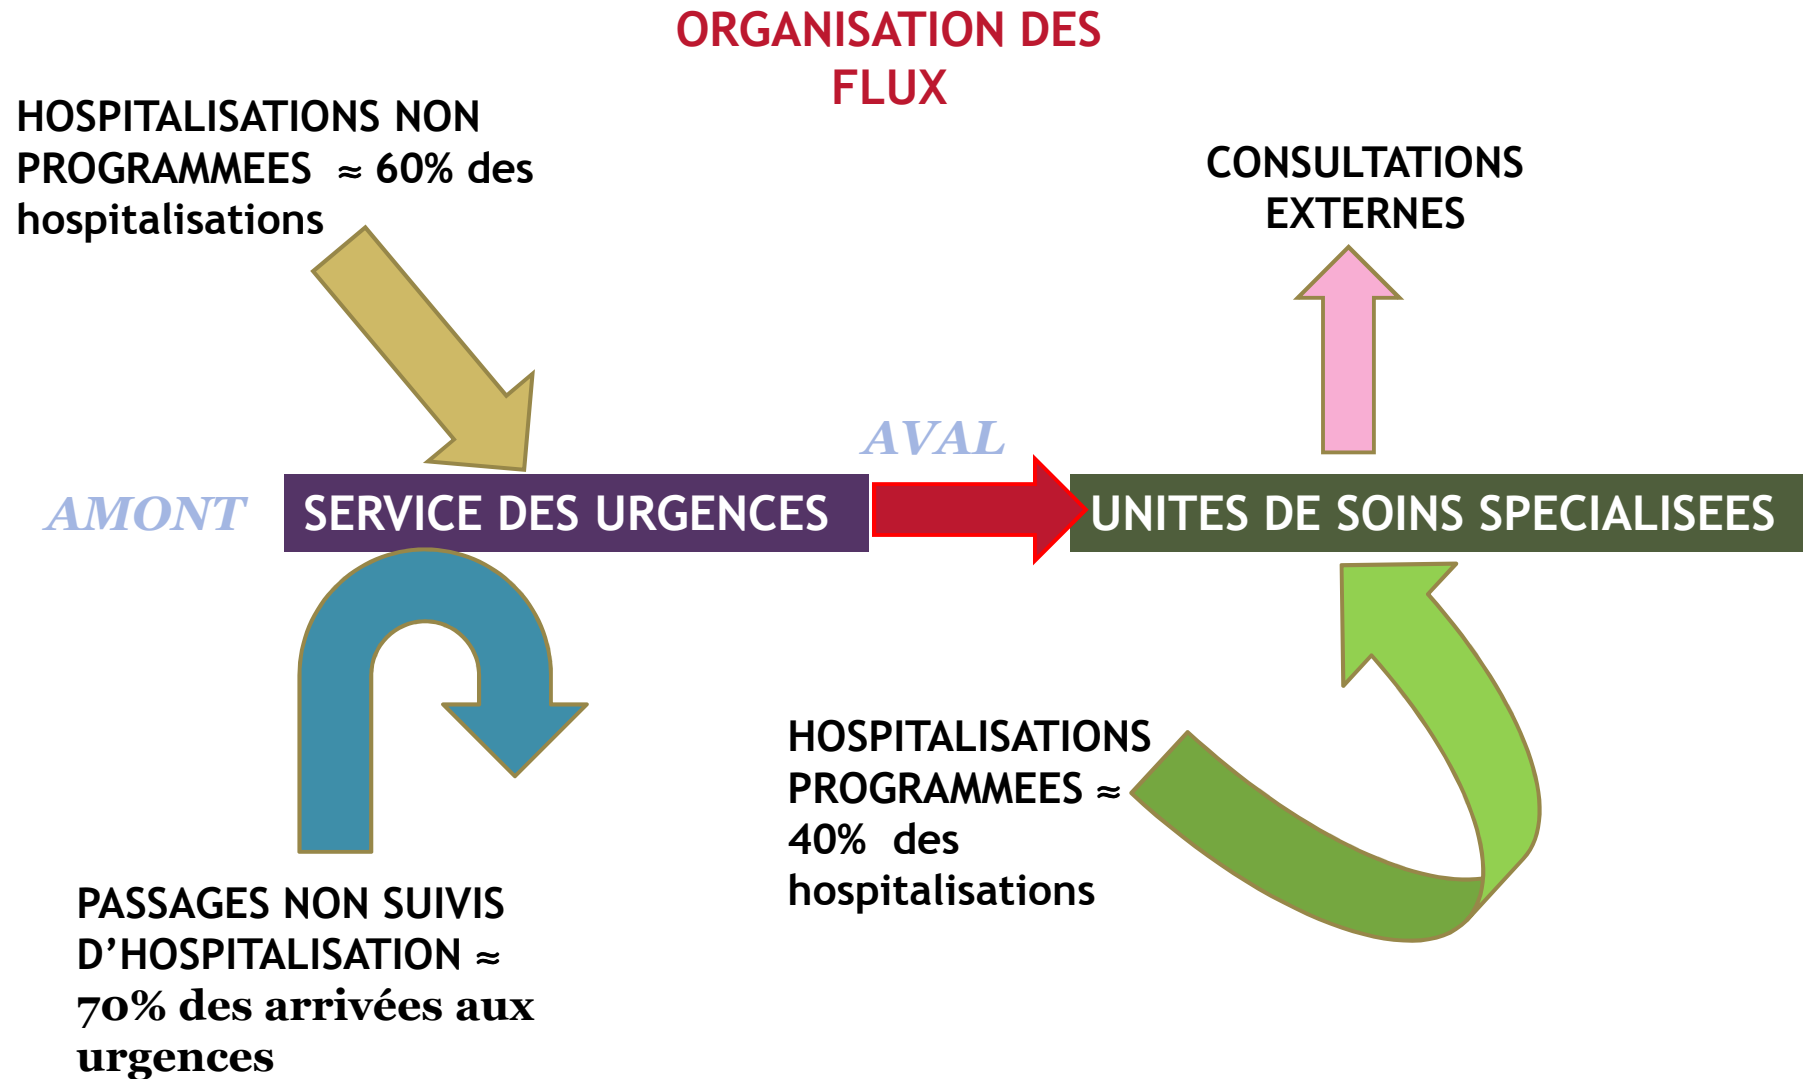 ORGANISATION DES
FLUX
HOSPITALISATIONS NON
PROGRAMMEES ≈ 60% des
hospitalisations
CONSULTATIONS
EXTERNES
AVAL
AMONT
SERVICE DES URGENCES
UNITES DE SOINS SPECIALISEES
HOSPITALISATIONS
PROGRAMMEES ≈
40% des
hospitalisations
PASSAGES NON SUIVIS
D’HOSPITALISATION ≈
70% des arrivées aux
urgences